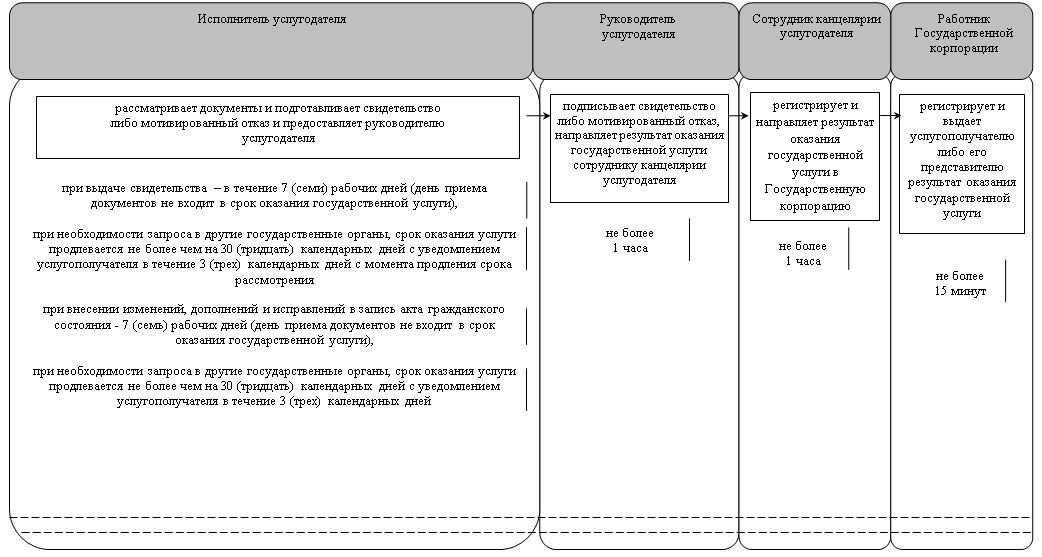 Исполнитель услугодателя
Руководитель
услугодателя
Сотрудник канцелярии
услугодателя
Работник
Государственной
корпорации
рассматривает документы и подготавливает свидетельство
либо мотивированный отказ и предоставляет руководителю
услугодателя
при выдаче свидетельства – в течение 7 (семи) рабочих дней (день приема
документов не входит в срок оказания государственной услуги),
при необходимости запроса в другие государственные органы, срок оказания услуги
продлевается не более чем на 30 (тридцать) календарных дней с уведомлением
услугополучателя в течение 3 (трех) календарных дней с момента продления срока
рассмотрения
при внесении изменений, дополнений и исправлений в запись акта гражданского
состояния - 7 (семь) рабочих дней (день приема документов не входит в срок
оказания государственной услуги),
при необходимости запроса в другие государственные органы, срок оказания услуги
продлевается не более чем на 30 (тридцать) календарных дней с уведомлением
услугополучателя в течение 3 (трех) календарных дней
подписывает свидетельство
либо мотивированный отказ,
направляет результат оказания
государственной услуги
сотруднику канцелярии
услугодателя
не более
1 часа
регистрирует и
направляет результат
оказания
государственной
услуги в
Государственную
корпорацию
не более
1 часа
регистрирует и
выдает
услугополучателю
либо его
представителю
результат оказания
государственной
услуги
не более
15 минут